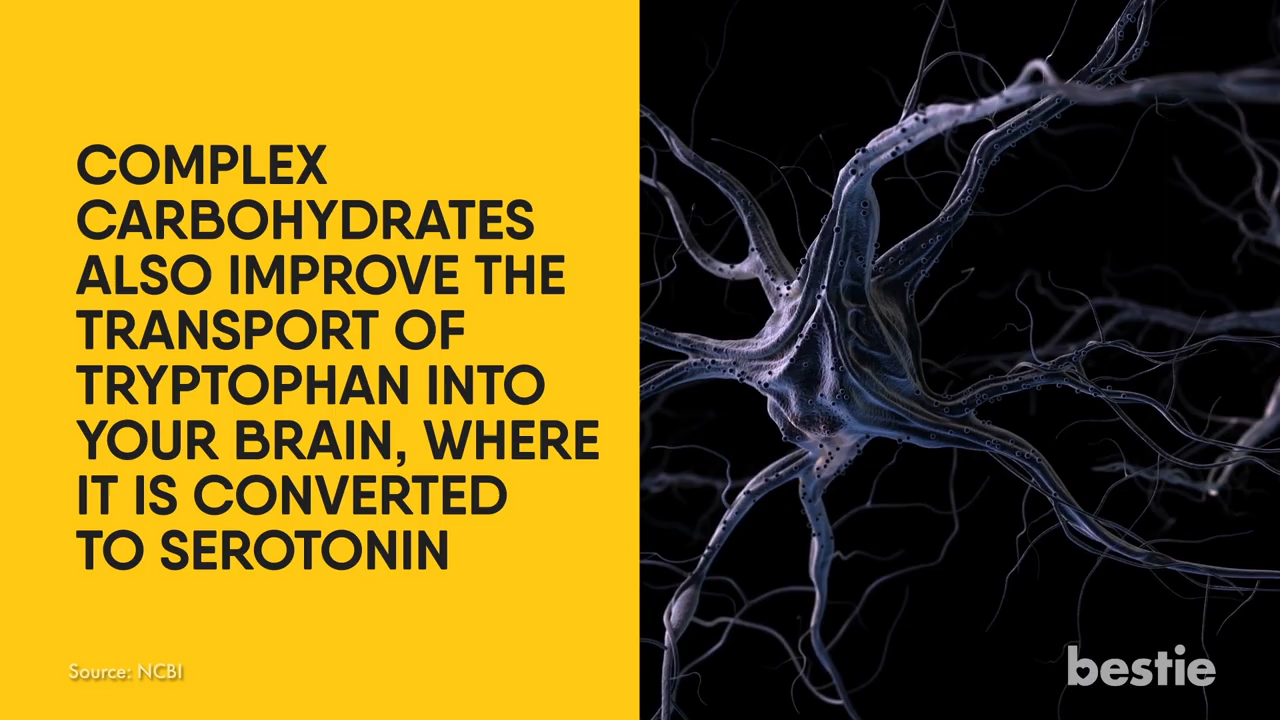 COMPLEX
CARBOHYDRATES
ALSO IMPROVE THE
TRANSPORT OF
TRYPTOPHAN INTO
YOUR BRAIN, WHERE
IT IS CONVERTED
TO SEROTONIN
Source: NCBI
bestie